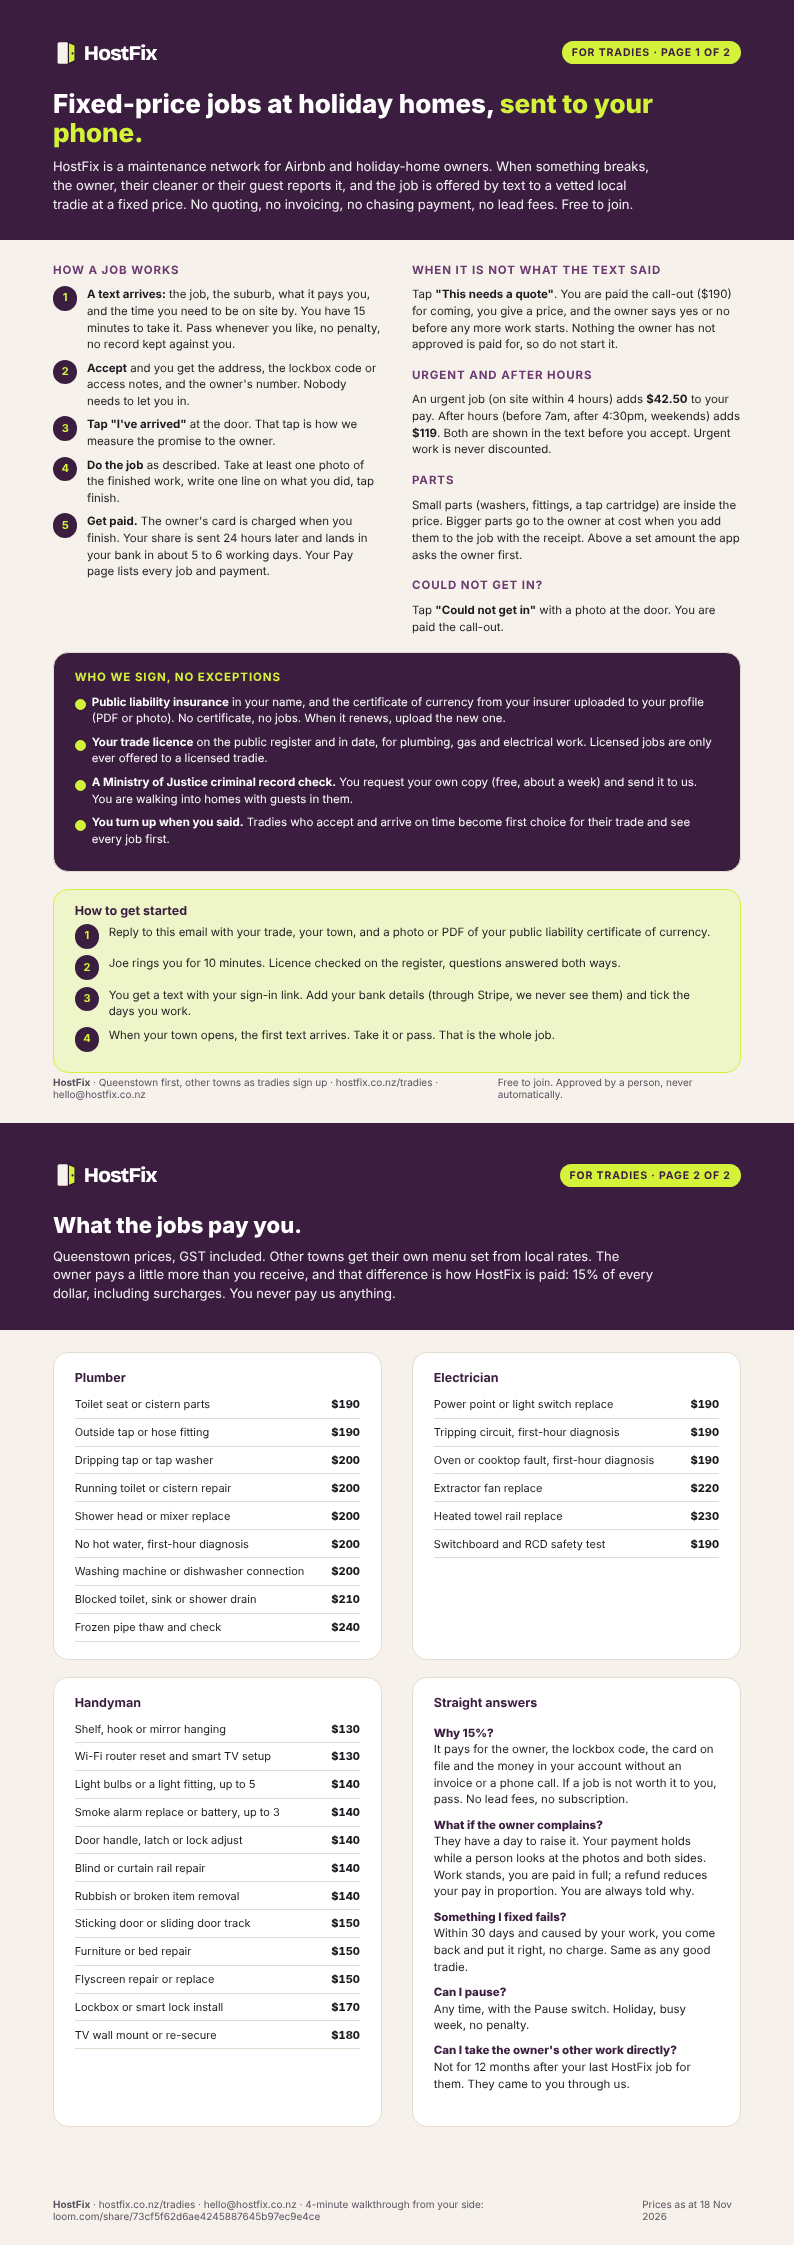 HostFix
FOR TRADIES · PAGE 1 OF 2
Fixed-price jobs at holiday homes, sent to your
phone.
HostFix is a maintenance network for Airbnb and holiday-home owners. When something breaks,
the owner, their cleaner or their guest reports it, and the job is offered by text to a vetted local
tradie at a fixed price. No quoting, no invoicing, no chasing payment, no lead fees. Free to join.
HOW A JOB WORKS
1
A text arrives: the job, the suburb, what it pays you,
and the time you need to be on site by. You have 15
minutes to take it. Pass whenever you like, no penalty,
no record kept against you.
2
Accept and you get the address, the lockbox code or
access notes, and the owner's number. Nobody
needs to let you in.
3
Tap "I've arrived" at the door. That tap is how we
measure the promise to the owner.
4
Do the job as described. Take at least one photo of
the finished work, write one line on what you did, tap
finish.
5
Get paid. The owner's card is charged when you
finish. Your share is sent 24 hours later and lands in
your bank in about 5 to 6 working days. Your Pay
page lists every job and payment.
WHEN IT IS NOT WHAT THE TEXT SAID
Tap "This needs a quote". You are paid the call-out ($190)
for coming, you give a price, and the owner says yes or no
before any more work starts. Nothing the owner has not
approved is paid for, so do not start it.
URGENT AND AFTER HOURS
An urgent job (on site within 4 hours) adds $42.50 to your
pay. After hours (before 7am, after 4:30pm, weekends) adds
$119. Both are shown in the text before you accept. Urgent
work is never discounted.
PARTS
Small parts (washers, fittings, a tap cartridge) are inside the
price. Bigger parts go to the owner at cost when you add
them to the job with the receipt. Above a set amount the app
asks the owner first.
COULD NOT GET IN?
Tap "Could not get in" with a photo at the door. You are
paid the call-out.
WHO WE SIGN, NO EXCEPTIONS
Public liability insurance in your name, and the certificate of currency from your insurer uploaded to your profile
(PDF or photo). No certificate, no jobs. When it renews, upload the new one.
Your trade licence on the public register and in date, for plumbing, gas and electrical work. Licensed jobs are only
ever offered to a licensed tradie.
A Ministry of Justice criminal record check. You request your own copy (free, about a week) and send it to us.
You are walking into homes with guests in them.
You turn up when you said. Tradies who accept and arrive on time become first choice for their trade and see
every job first.
How to get started
1
Reply to this email with your trade, your town, and a photo or PDF of your public liability certificate of currency.
2
Joe rings you for 10 minutes. Licence checked on the register, questions answered both ways.
3
You get a text with your sign-in link. Add your bank details (through Stripe, we never see them) and tick the
days you work.
4
When your town opens, the first text arrives. Take it or pass. That is the whole job.
HostFix · Queenstown first, other towns as tradies sign up · hostfix.co.nz/tradies ·
hello@hostfix.co.nz
Free to join. Approved by a person, never
automatically.
HostFix
FOR TRADIES · PAGE 2 OF 2
What the jobs pay you.
Queenstown prices, GST included. Other towns get their own menu set from local rates. The
owner pays a little more than you receive, and that difference is how HostFix is paid: 15% of every
dollar, including surcharges. You never pay us anything.
Plumber
Toilet seat or cistern parts $190
Outside tap or hose fitting $190
Dripping tap or tap washer $200
Running toilet or cistern repair $200
Shower head or mixer replace $200
No hot water, first-hour diagnosis $200
Washing machine or dishwasher connection $200
Blocked toilet, sink or shower drain $210
Frozen pipe thaw and check $240
Electrician
Power point or light switch replace $190
Tripping circuit, first-hour diagnosis $190
Oven or cooktop fault, first-hour diagnosis $190
Extractor fan replace $220
Heated towel rail replace $230
Switchboard and RCD safety test $190
Handyman
Shelf, hook or mirror hanging $130
Wi-Fi router reset and smart TV setup $130
Light bulbs or a light fitting, up to 5 $140
Smoke alarm replace or battery, up to 3 $140
Door handle, latch or lock adjust $140
Blind or curtain rail repair $140
Rubbish or broken item removal $140
Sticking door or sliding door track $150
Furniture or bed repair $150
Flyscreen repair or replace $150
Lockbox or smart lock install $170
TV wall mount or re-secure $180
Straight answers
Why 15%?
It pays for the owner, the lockbox code, the card on
file and the money in your account without an
invoice or a phone call. If a job is not worth it to you,
pass. No lead fees, no subscription.
What if the owner complains?
They have a day to raise it. Your payment holds
while a person looks at the photos and both sides.
Work stands, you are paid in full; a refund reduces
your pay in proportion. You are always told why.
Something I fixed fails?
Within 30 days and caused by your work, you come
back and put it right, no charge. Same as any good
tradie.
Can I pause?
Any time, with the Pause switch. Holiday, busy
week, no penalty.
Can I take the owner's other work directly?
Not for 12 months after your last HostFix job for
them. They came to you through us.
HostFix · hostfix.co.nz/tradies · hello@hostfix.co.nz · 4-minute walkthrough from your side:
loom.com/share/73cf5f62d6ae4245887645b97ec9e4ce
Prices as at 18 Nov
2026